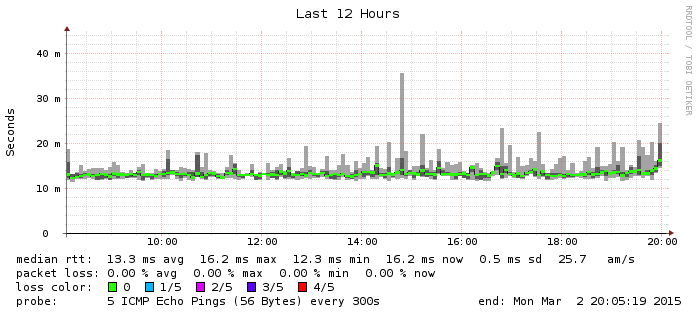 Last 12 Hours
RRDTOOL / TOBI OETIKER
Seconds
40 m
30 m
20 m
10 m
0
10:00 12:00 14:00 16:00 18:00 20:00
median rtt: 13.3 ms avg 16.2 ms max 12.3 ms min 16.2 ms now 0.5 ms sd 25.7 am/s
packet loss: 0.00 % avg 0.00 % max 0.00 % min 0.00 % now
loss color: 0 1/5 2/5 3/5 4/5
probe: 5 ICMP Echo Pings (56 Bytes) every 300s end: Mon Mar 2 20:05:19 2015